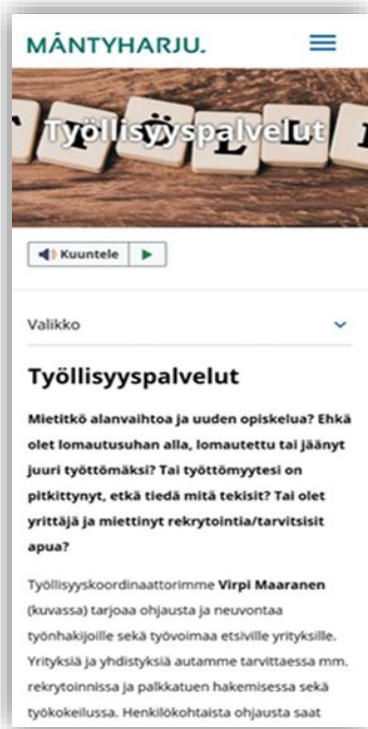 MÄNTYHARJU.
Työllisyyspalvelut
Kuuntele
Valikko
Työllisyyspalvelut
Mietitkö alanvaihtoa ja uuden opiskelua? Ehkä
olet lomautusuhan alla, lomautettu tai jäänyt
juuri työttömäksi? Tai työttömyytesi on
pitkittynyt, etkä tiedä mitä tekisit? Tai olet
yrittäjä ja miettinyt rekrytointia/tarvitsisit
apua?
Työllisyyskoordinaattorimme Virpi Maaranen
(kuvassa) tarjoaa ohjausta ja neuvontaa
työnhakijoille sekä työvoimaa etsiville yrityksille.
Yrityksiä ja yhdistyksiä autamme tarvittaessa mm.
rekrytoinnissa ja palkkatuen hakemisessa sekä
työkokeilussa. Henkilökohtaista ohjausta saat